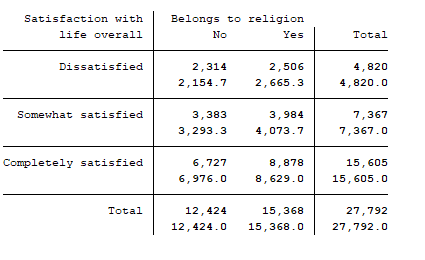 Satisfaction with Belongs to religion
life overall No Yes Total
Dissatisfied 2,314 2,506 4,820
2,154.7 2,665.3 4,820.0
Somewhat satisfied 3,383 3,984 7,367
3,293.3 4,073.7 7,367.0
Completely satisfied 6,727 8,878 15,605
6,976.0 8,629.0 15,605.0
Total 12,424 15,368 27,792
12,424.0 15,368.0 27,792.0